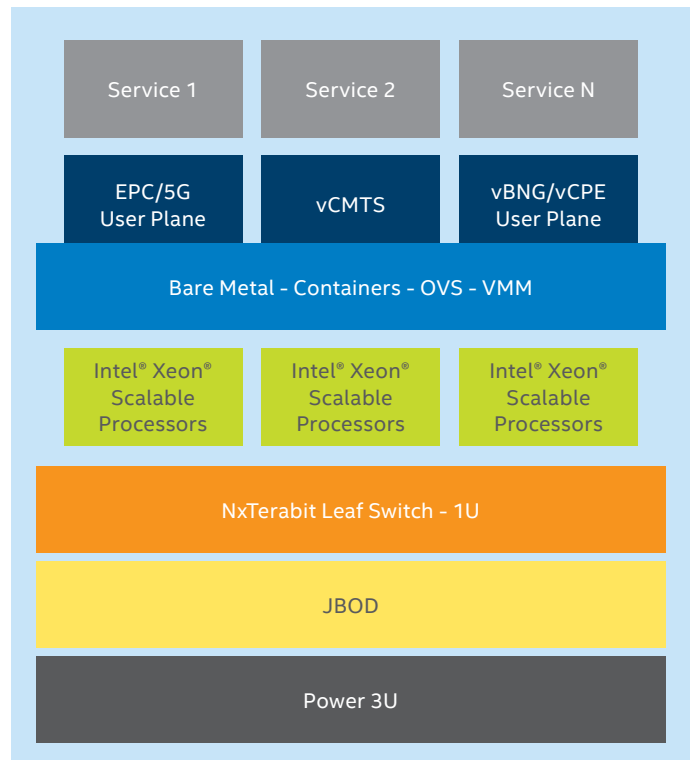 Service 1
Service 2
Service N
EPC/5G
User Plane
vCMTS
vBNG/vCPE
User Plane
Bare Metal - Containers - OVS - VMM
Intel® Xeon®
Scalable
Processors
Intel® Xeon®
Scalable
Processors
Intel® Xeon®
Scalable
Processors
NxTerabit Leaf Switch - 1U
JBOD
Power 3U